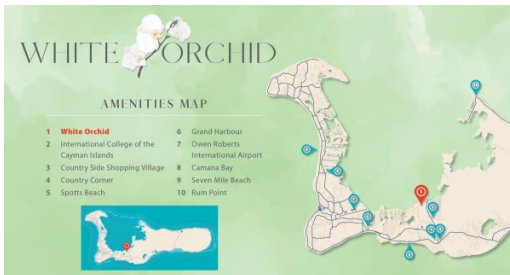 WHITE ORCHID
AMENITIES MAP
1 White Orchid
2 International College of the
Cayman Islands
3 Country Side Shopping Village
4 Country Corner
5 Spotts Beach
6 Grand Harbour
7 Owen Roberts
International Airport
8 Camana Bay
9 Seven Mile Beach
10 Rum Point